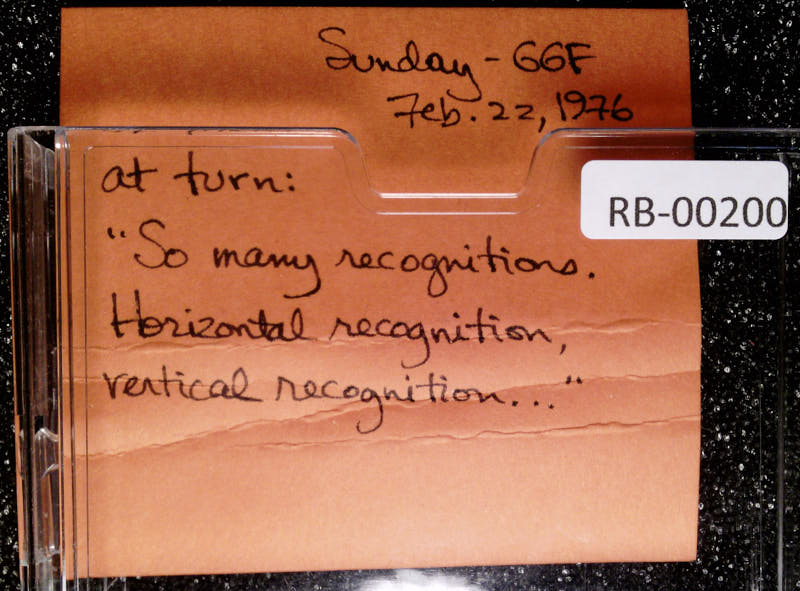 Sunday - GGF
Feb. 22, 1976
at turn:
RB-00200
"So many recognitions.
Horizontal recognition,
vertical recognition..."